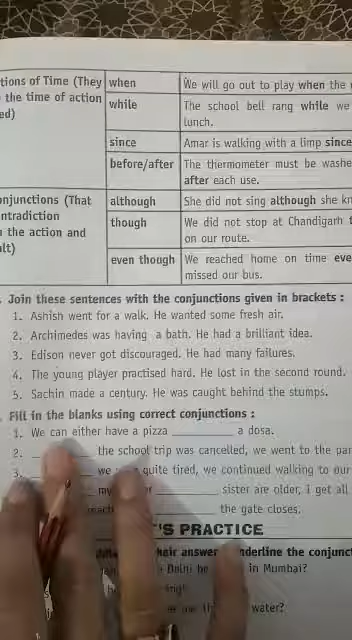 tions of Time (They when We will go out to play when the
the time of action while The school bell rang while we
ed) lunch.
since Amar is walking with a limp since
before/after The thermometer must be washe
after each use.
onjunctions (That although She did not sing although she kn
ntradiction though We did not stop at Chandigarh t
the action and on our route.
ult) even though We reached home on time eve
missed our bus.
Join these sentences with the conjunctions given in brackets :
1. Ashish went for a walk. He wanted some fresh air.
2. Archimedes was having a bath. He had a brilliant idea.
3. Edison never got discouraged. He had many failures.
4. The young player practised hard. He lost in the second round.
5. Sachin made a century. He was caught behind the stumps.
Fill in the blanks using correct conjunctions :
1. We can either have a pizza __________ a dosa.
2. __________ the school trip was cancelled, we went to the par
3. __________ we quite tired, we continued walking to our
my __________ sister are older, I get all
reach __________ the gate closes.
'S PRACTICE
heir answer nderline the conjunct
Delhi be in Mumbai?
water?